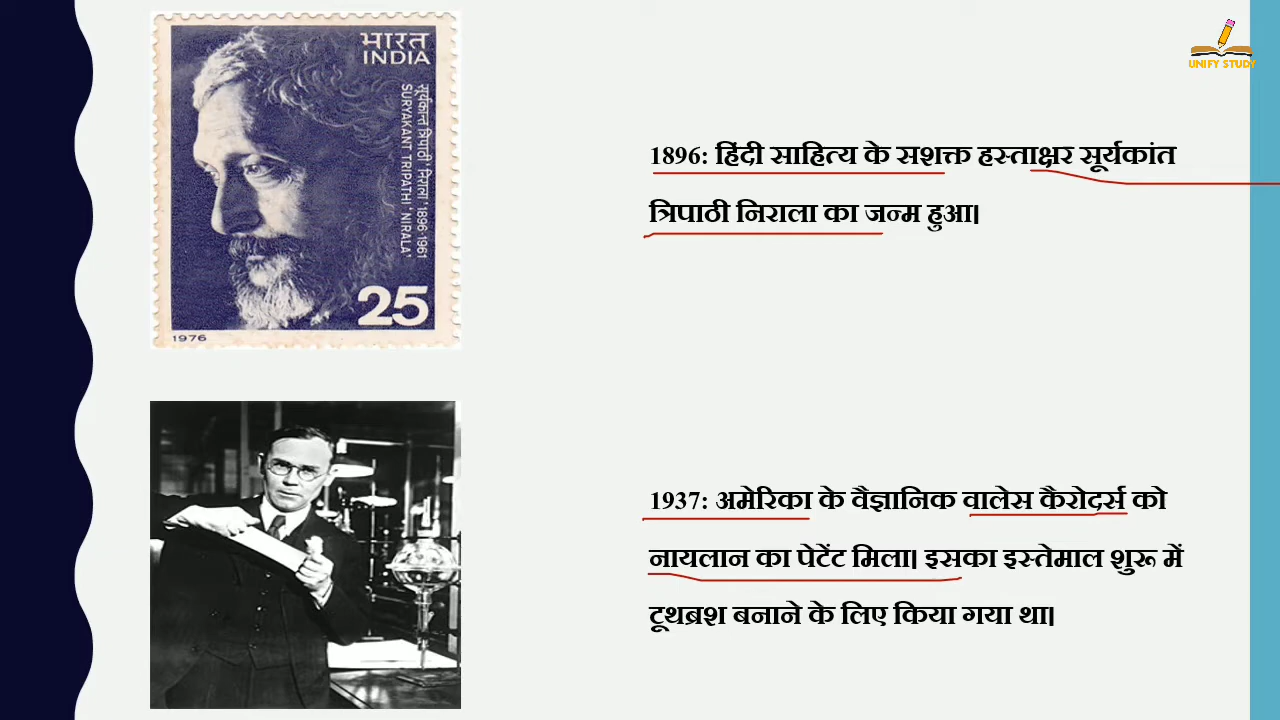 भारत
INDIA
सूर्यकान्त त्रिपाठी 'निराला' 1896-1961
SURYAKANT TRIPATHI 'NIRALA'
25
1976
UNIFY STUDY
1896: हिंदी साहित्य के सशक्त हस्ताक्षर सूर्यकांत
त्रिपाठी निराला का जन्म हुआ।
1937: अमेरिका के वैज्ञानिक वालेस कैरोदर्स को
नायलान का पेटेंट मिला। इसका इस्तेमाल शुरू में
टूथब्रश बनाने के लिए किया गया था।